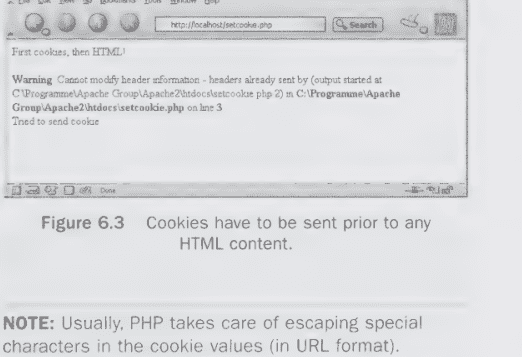 http://localhost/setcookie.php Search
First cookies, then HTML!
Warning Cannot modify header information - headers already sent by (output started at
C:\Programme\Apache Group\Apache2\htdocs\setcookie php 2) in C:\Programme\Apache
Group\Apache2\htdocs\setcookie.php on line 3
Tried to send cookie
Done
Figure 6.3 Cookies have to be sent prior to any
HTML content.
NOTE: Usually, PHP takes care of escaping special
characters in the cookie values (in URL format).